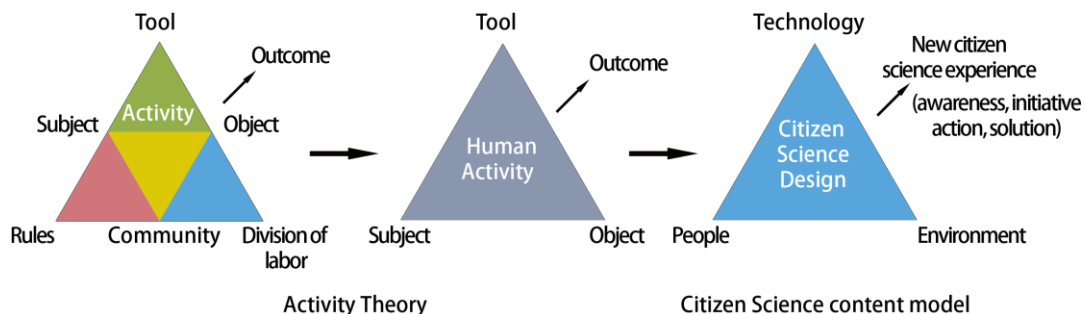 Tool
Outcome
Activity
Subject
Object
Rules
Community
Division of
labor
Tool
Outcome
Human
Activity
Subject
Object
Activity Theory
Technology
New citizen
science experience
(awareness, initiative
action, solution)
Citizen
Science
Design
People
Environment
Citizen Science content model